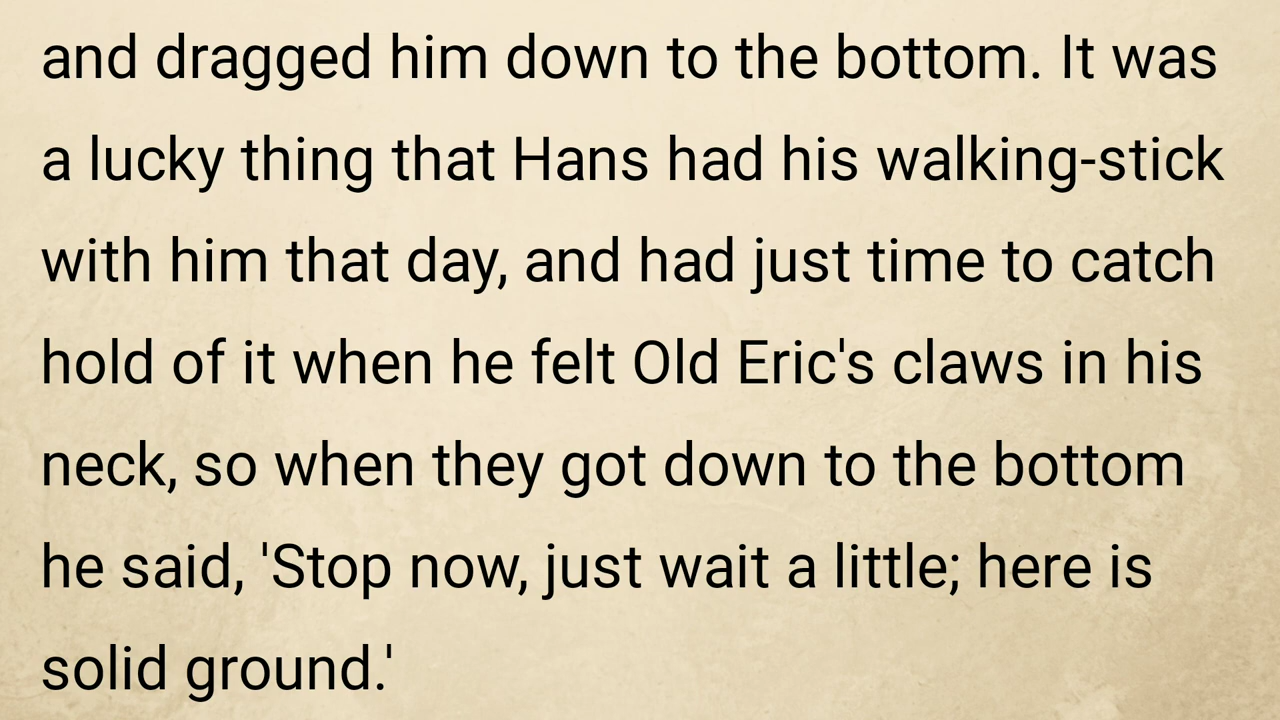 and dragged him down to the bottom. It was
a lucky thing that Hans had his walking-stick
with him that day, and had just time to catch
hold of it when he felt Old Eric's claws in his
neck, so when they got down to the bottom
he said, 'Stop now, just wait a little; here is
solid ground.'